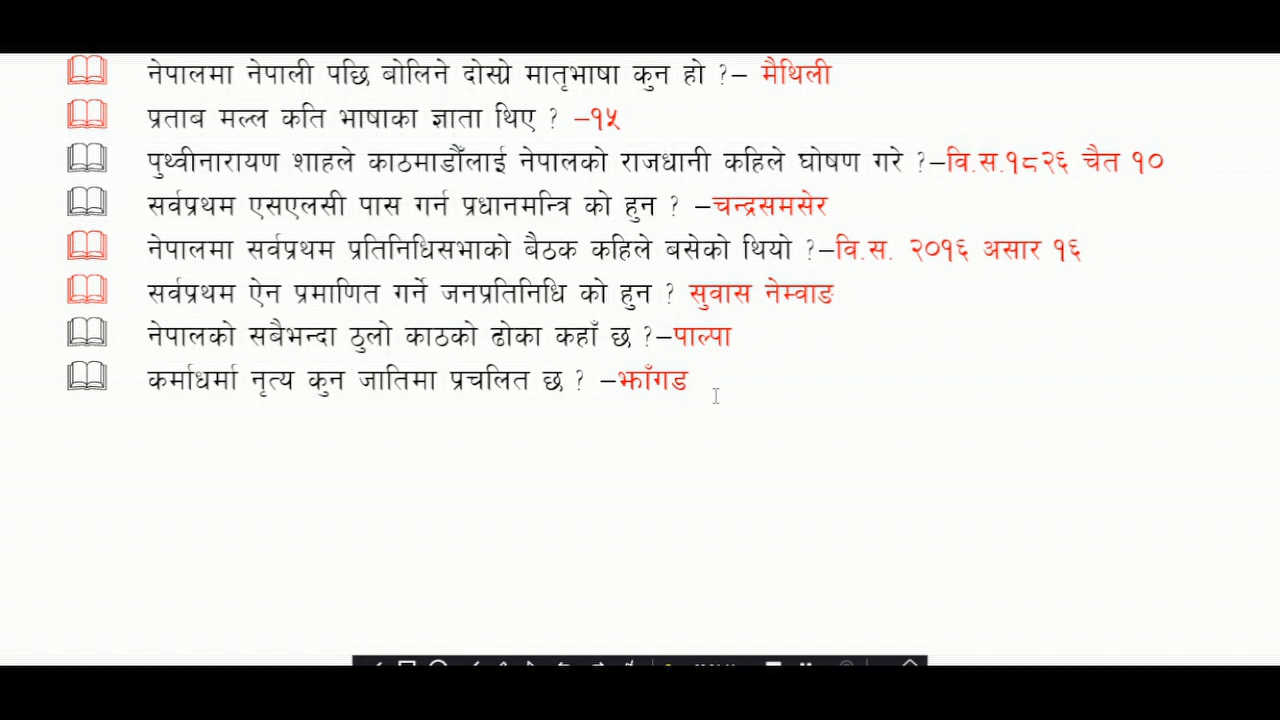 नेपालमा नेपाली पछि बोलिने दोस्रो मातृभाषा कुन हो ?– मैथिली
प्रताब मल्ल कति भाषाका ज्ञाता थिए ? –१५
पुथ्वीनारायण शाहले काठमाडौँलाई नेपालको राजधानी कहिले घोषण गरे ?–वि.स.१८२६ चैत १०
सर्वप्रथम एसएलसी पास गर्न प्रधानमन्त्रि को हुन ? –चन्द्रसमसेर
नेपालमा सर्वप्रथम प्रतिनिधिसभाको बैठक कहिले बसेको थियो ?–वि.स. २०१६ असार १६
सर्वप्रथम ऐन प्रमाणित गर्ने जनप्रतिनिधि को हुन ? सुवास नेम्वाङ
नेपालको सबैभन्दा ठुलो काठको ढोका कहाँ छ ?–पाल्पा
कर्माधर्मा नृत्य कुन जातिमा प्रचलित छ ? –झाँगड